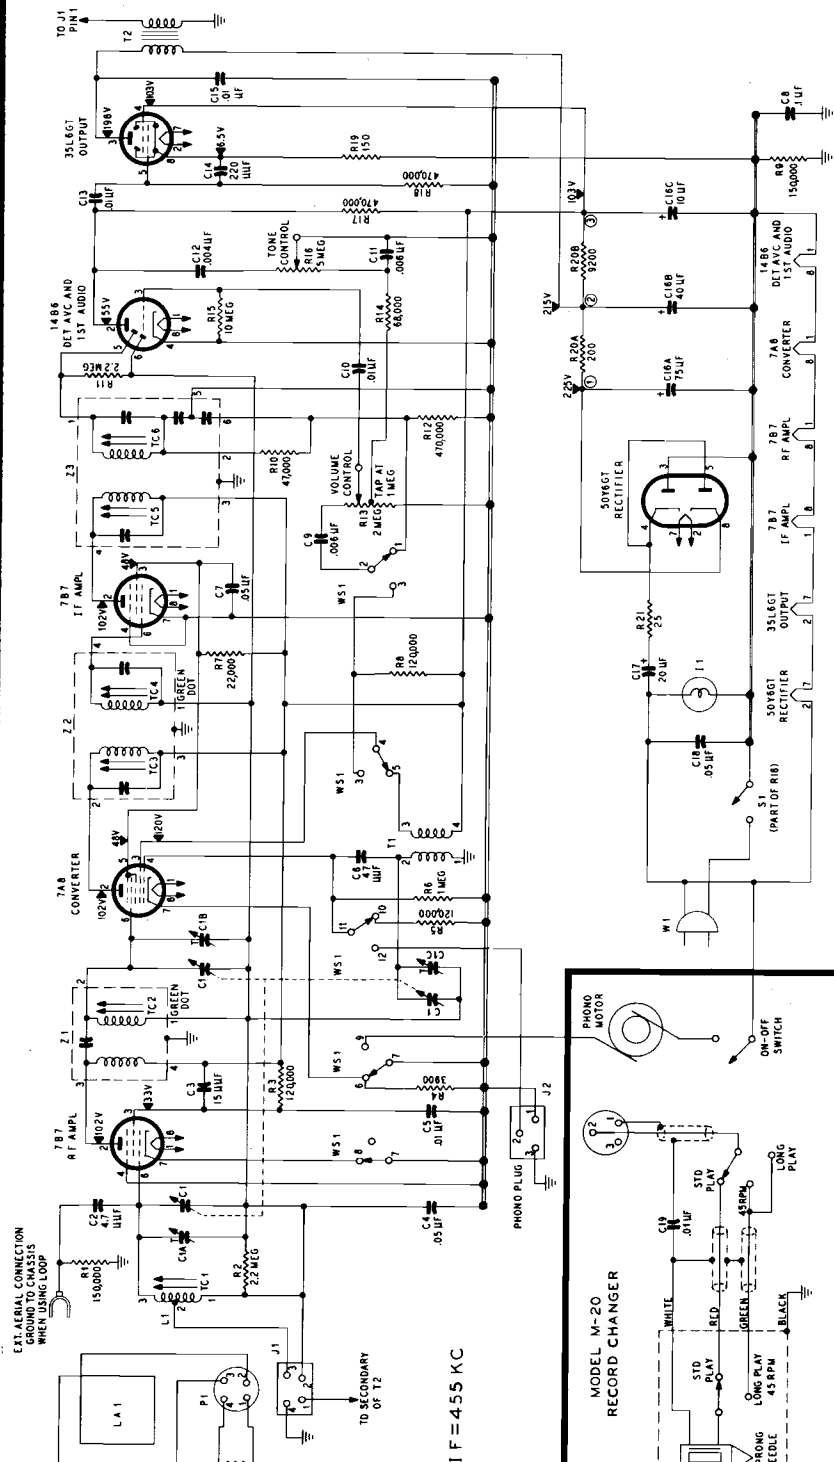 TO J1
PIN 1
T2
C15
.01
UF
103V
198V
35L6GT
OUTPUT
6.5V
C14
220
UUF
R19
150
C13
.01UF
470,000
R18
470,000
R17
C12
.004UF
TONE
CONTROL
R16
5 MEG
C11
.006UF
14B6
DET AVC AND
1ST AUDIO
55V
R15
10 MEG
R14
68,000
C10
.01UF
2.2 MEG
R11
Z3
TC6
TC5
R10
47,000
R12
470,000
VOLUME
CONTROL
R13
2 MEG
TAP AT
1 MEG
C9
.006UF
WS1
7B7
IF AMPL
102V
48V
C7
.05UF
R7
22,000
R8
120,000
Z2
TC4
GREEN
DOT
TC3
WS1
7A8
CONVERTER
102V
48V
120V
T1
C6
47
UUF
R6
1 MEG
R5
120,000
WS1
C1B
C1
C1C
C1
Z1
TC2
GREEN
DOT
7B7
RF AMPL
102V
33V
C3
15 UUF
R3
120,000
WS1
R4
3900
C5
.01 UF
WS1
J2
PHONO PLUG
C2
4.7
UUF
C1
C1A
C4
.05 UF
EXT. AERIAL CONNECTION
GROUND TO CHASSIS
WHEN USING LOOP
R1
150,000
TC1
L1
R2
2.2 MEG
LA1
P1
J1
TO SECONDARY
OF T2
IF=455 KC
C8
.1UF
R9
150,000
103V
C16C
10 UF
R20B
9200
215V
C16B
40 UF
R20A
200
225V
C16A
75 UF
50Y6GT
RECTIFIER
R21
25
C17
20 UF
I1
C18
.05 UF
S1
(PART OF R16)
W1
14B6
DET AVC AND
1ST AUDIO
7A8
CONVERTER
7B7
RF AMPL
7B7
IF AMPL
35L6GT
OUTPUT
50Y6GT
RECTIFIER
PHONO
MOTOR
ON-OFF
SWITCH
STD
PLAY
LONG
PLAY
45RPM
C19
.01 UF
WHITE
RED
GREEN
BLACK
STD
PLAY
LONG PLAY
45 RPM
MODEL M-20
RECORD CHANGER
PRONG
EEDLE